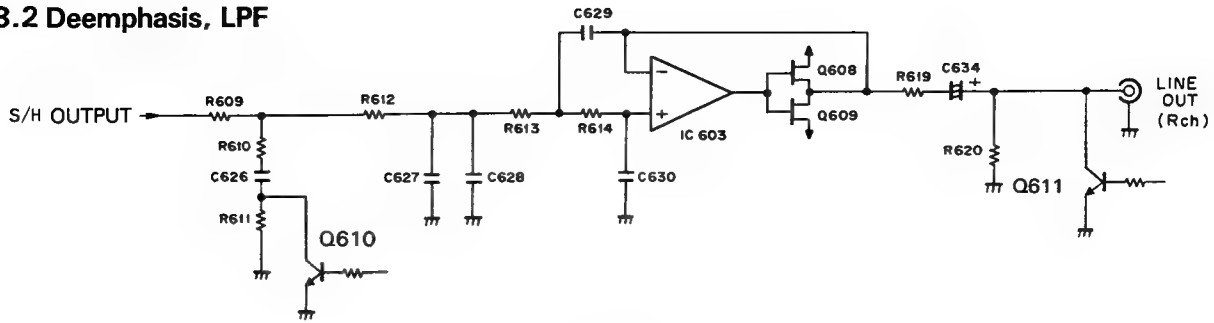 3.2 Deemphasis, LPF
C629
Q608
R619
C634
+
LINE
OUT
(Rch)
S/H OUTPUT
R609
R612
R613
R614
−
+
IC 603
Q609
R610
C626
C627
C628
C630
R620
Q611
R611
Q610